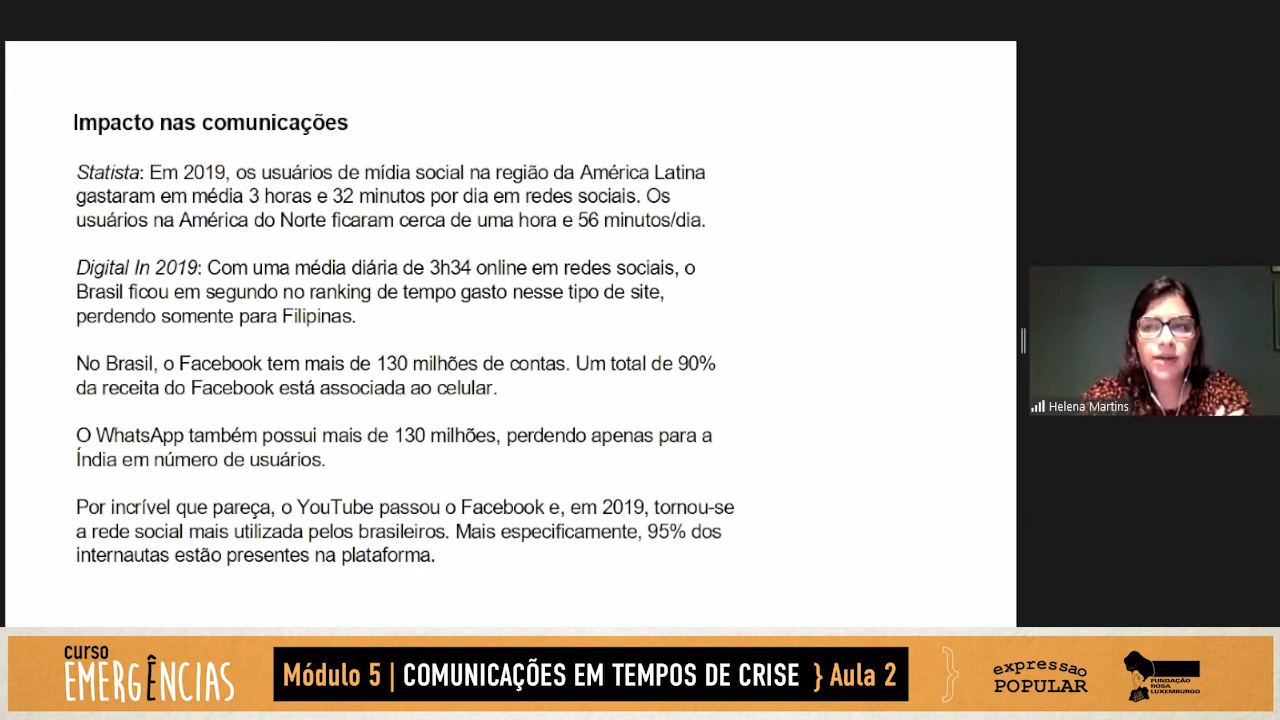 Impacto nas comunicações
Statista: Em 2019, os usuários de mídia social na região da América Latina
gastaram em média 3 horas e 32 minutos por dia em redes sociais. Os
usuários na América do Norte ficaram cerca de uma hora e 56 minutos/dia.
Digital In 2019: Com uma média diária de 3h34 online em redes sociais, o
Brasil ficou em segundo no ranking de tempo gasto nesse tipo de site,
perdendo somente para Filipinas.
No Brasil, o Facebook tem mais de 130 milhões de contas. Um total de 90%
da receita do Facebook está associada ao celular.
O WhatsApp também possui mais de 130 milhões, perdendo apenas para a
Índia em número de usuários.
Por incrível que pareça, o YouTube passou o Facebook e, em 2019, tornou-se
a rede social mais utilizada pelos brasileiros. Mais especificamente, 95% dos
internautas estão presentes na plataforma.
Helena Martins
curso
EMERGÊNCIAS
Módulo 5 | COMUNICAÇÕES EM TEMPOS DE CRISE } Aula 2
expressão
POPULAR
FUNDAÇÃO
ROSA
LUXEMBURGO